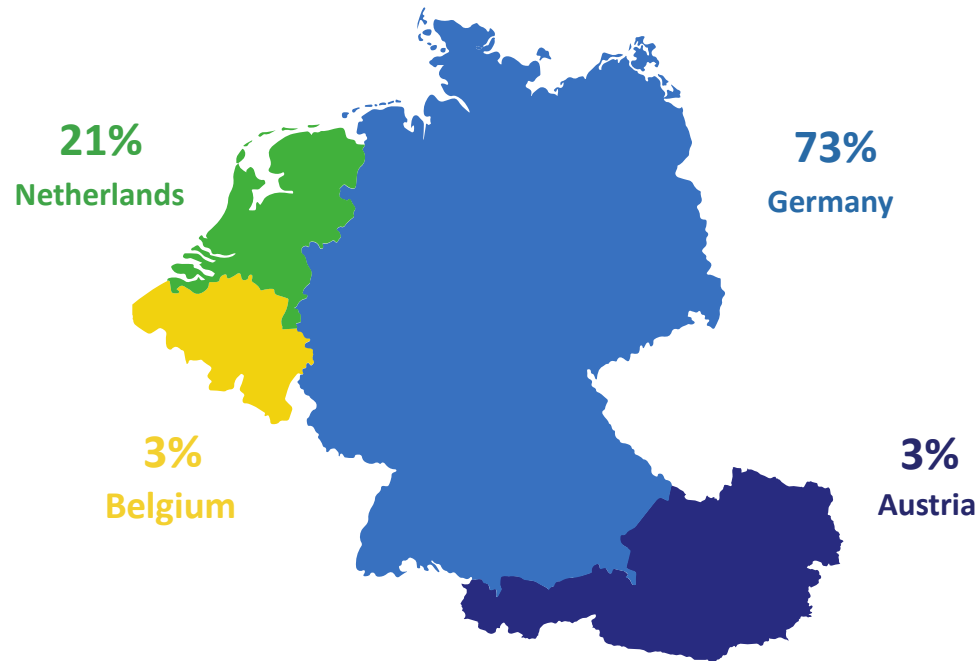 21%
Netherlands
73%
Germany
3%
Belgium
3%
Austria